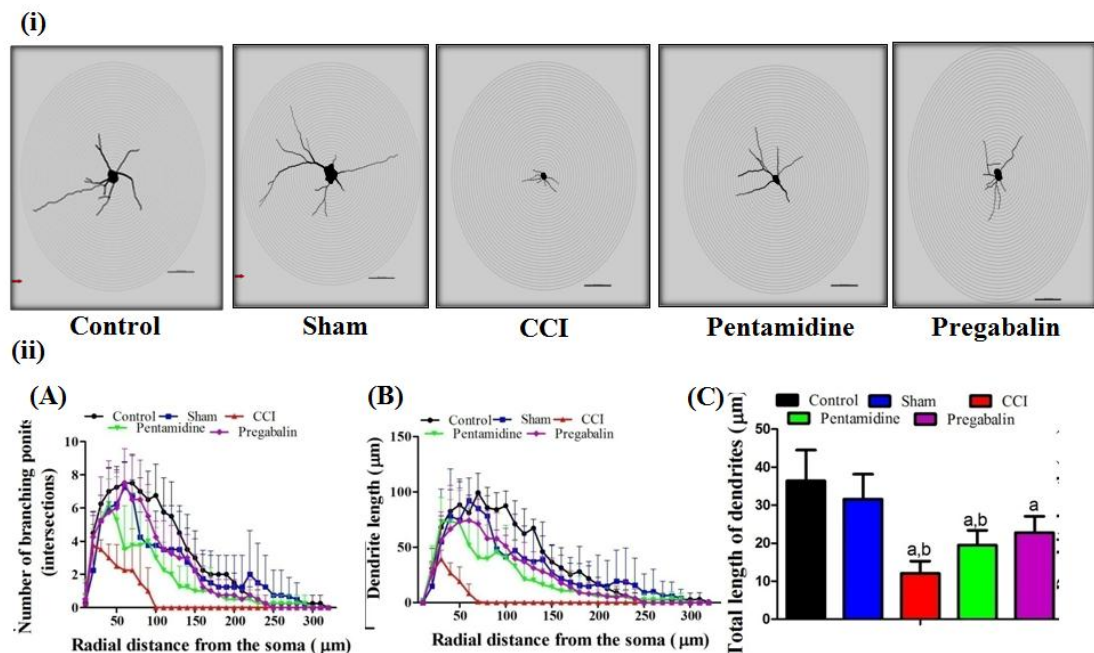 (i)
Control Sham CCI Pentamidine Pregabalin
(ii)
(A)
Control Sham CCI
Pentamidine Pregabalin
Number of branching ponits
(intersections)
10
8
6
4
2
0
50 100 150 200 250 300
Radial distance from the soma ( μm)
(B)
Control Sham CCI
Pentamidine Pregabalin
Dendrite length ( μm)
150
100
50
0
50 100 150 200 250 300
Radial distance from the soma ( μm)
(C)
Control Sham CCI
Pentamidine Pregabalin
Total length of dendrites (μm)
50
40
30
20
10
0
a,b
a,b
a